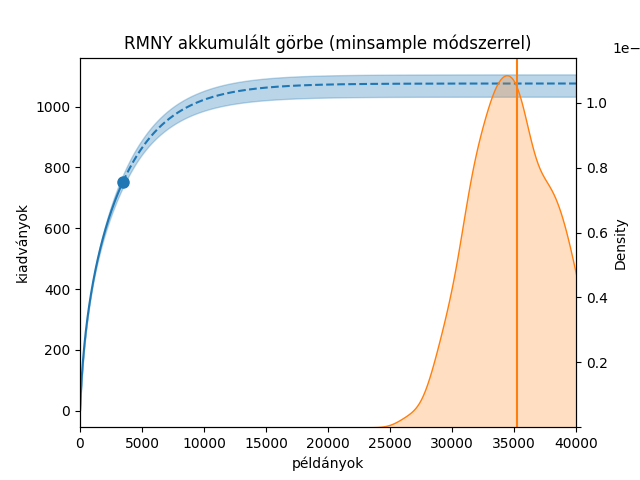 RMNY akkumulált görbe (minsample módszerrel)
1e−
1000
800
600
400
200
0
kiadványok
1.0
0.8
0.6
0.4
0.2
Density
0 5000 10000 15000 20000 25000 30000 35000 40000
példányok